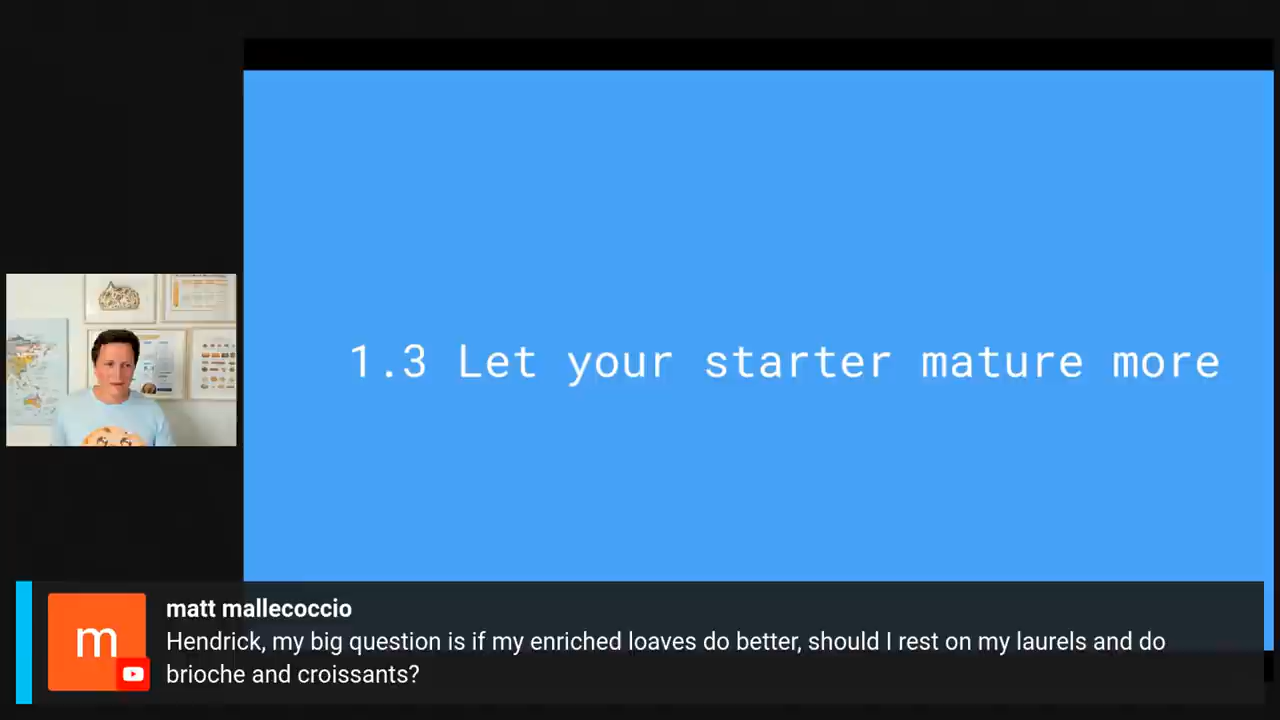 1.3 Let your starter mature more
m
matt mallecoccio
Hendrick, my big question is if my enriched loaves do better, should I rest on my laurels and do
brioche and croissants?